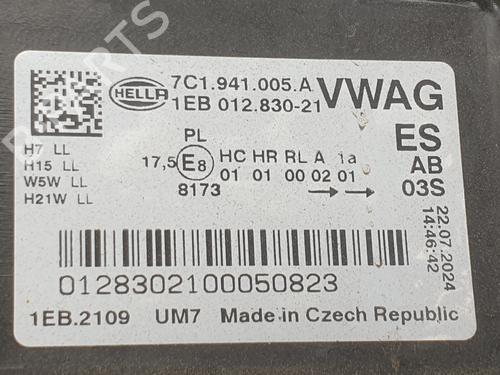 HELLA
7C1.941.005.A
1EB 012.830-21
VWAG
ES
AB
03S
H7 LL
H15 LL
W5W LL
H21W LL
PL
17,5 E8
8173
HC HR RL A 1a
01 01 00 02 01
22.07.2024
14:46:42
0128302100050823
1EB.2109 UM7 Made in Czech Republic